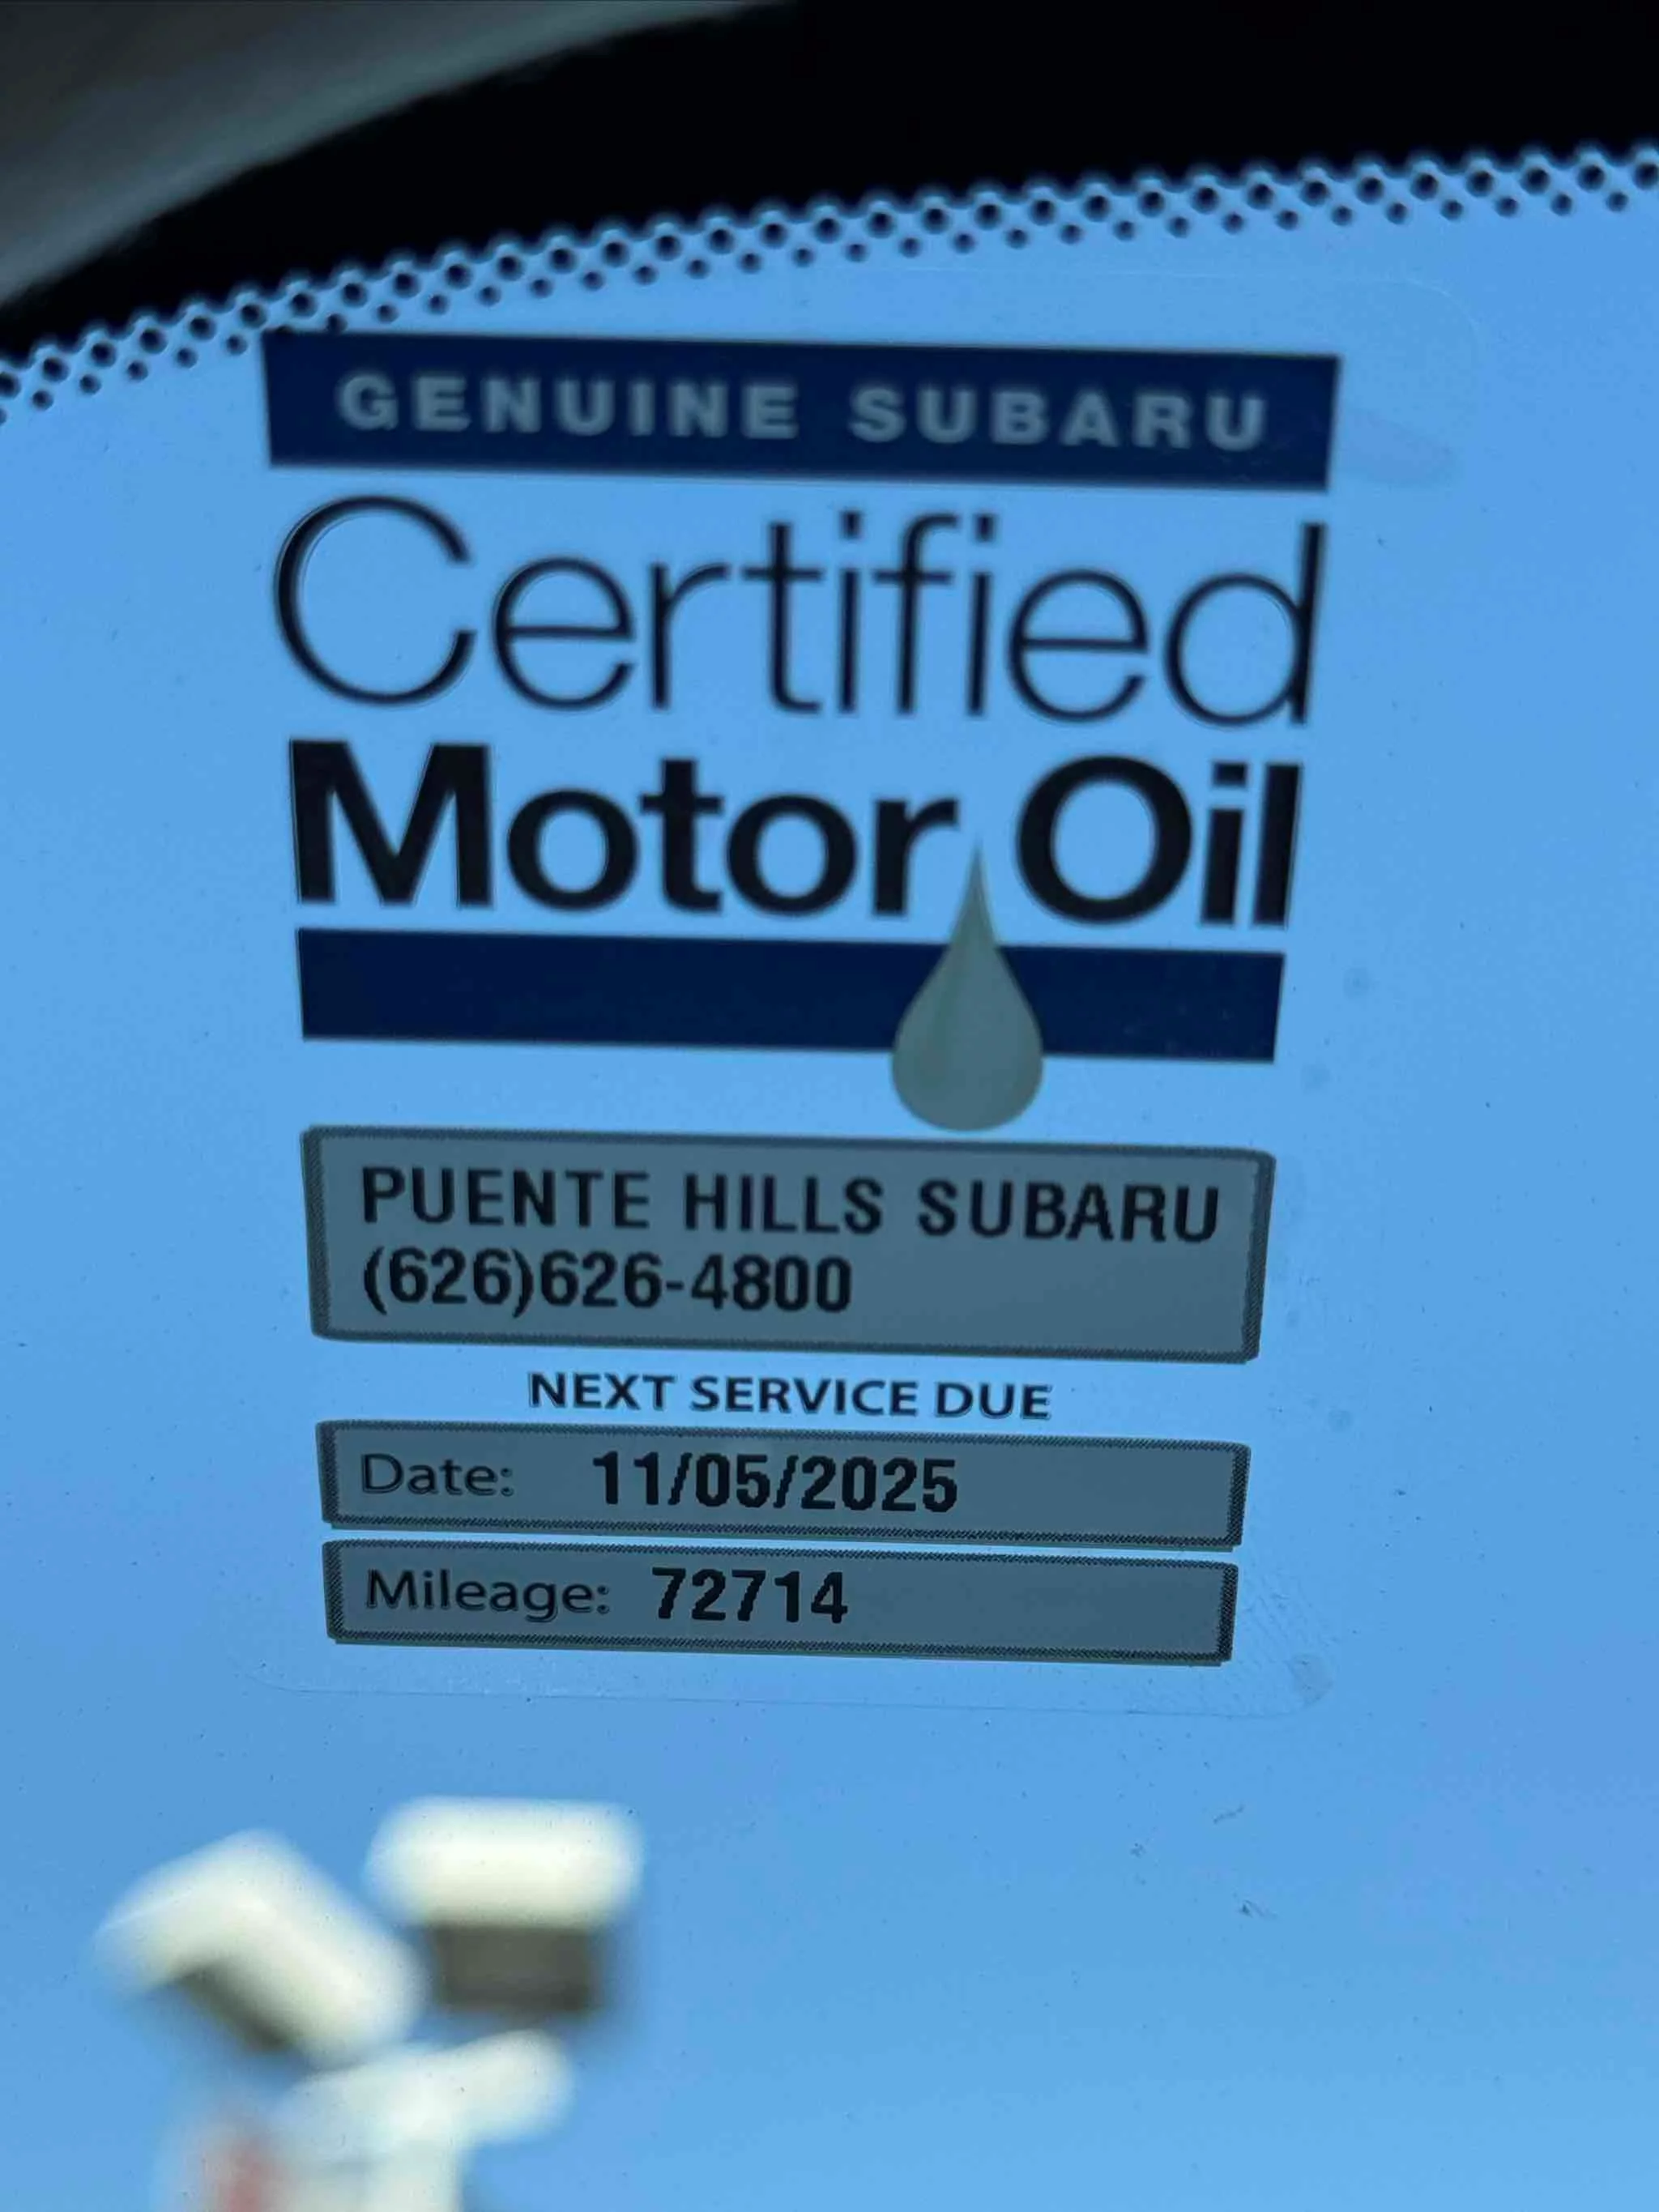 GENUINE SUBARU
Certified
Motor Oil
PUENTE HILLS SUBARU
(626)626-4800
NEXT SERVICE DUE
Date: 11/05/2025
Mileage: 72714